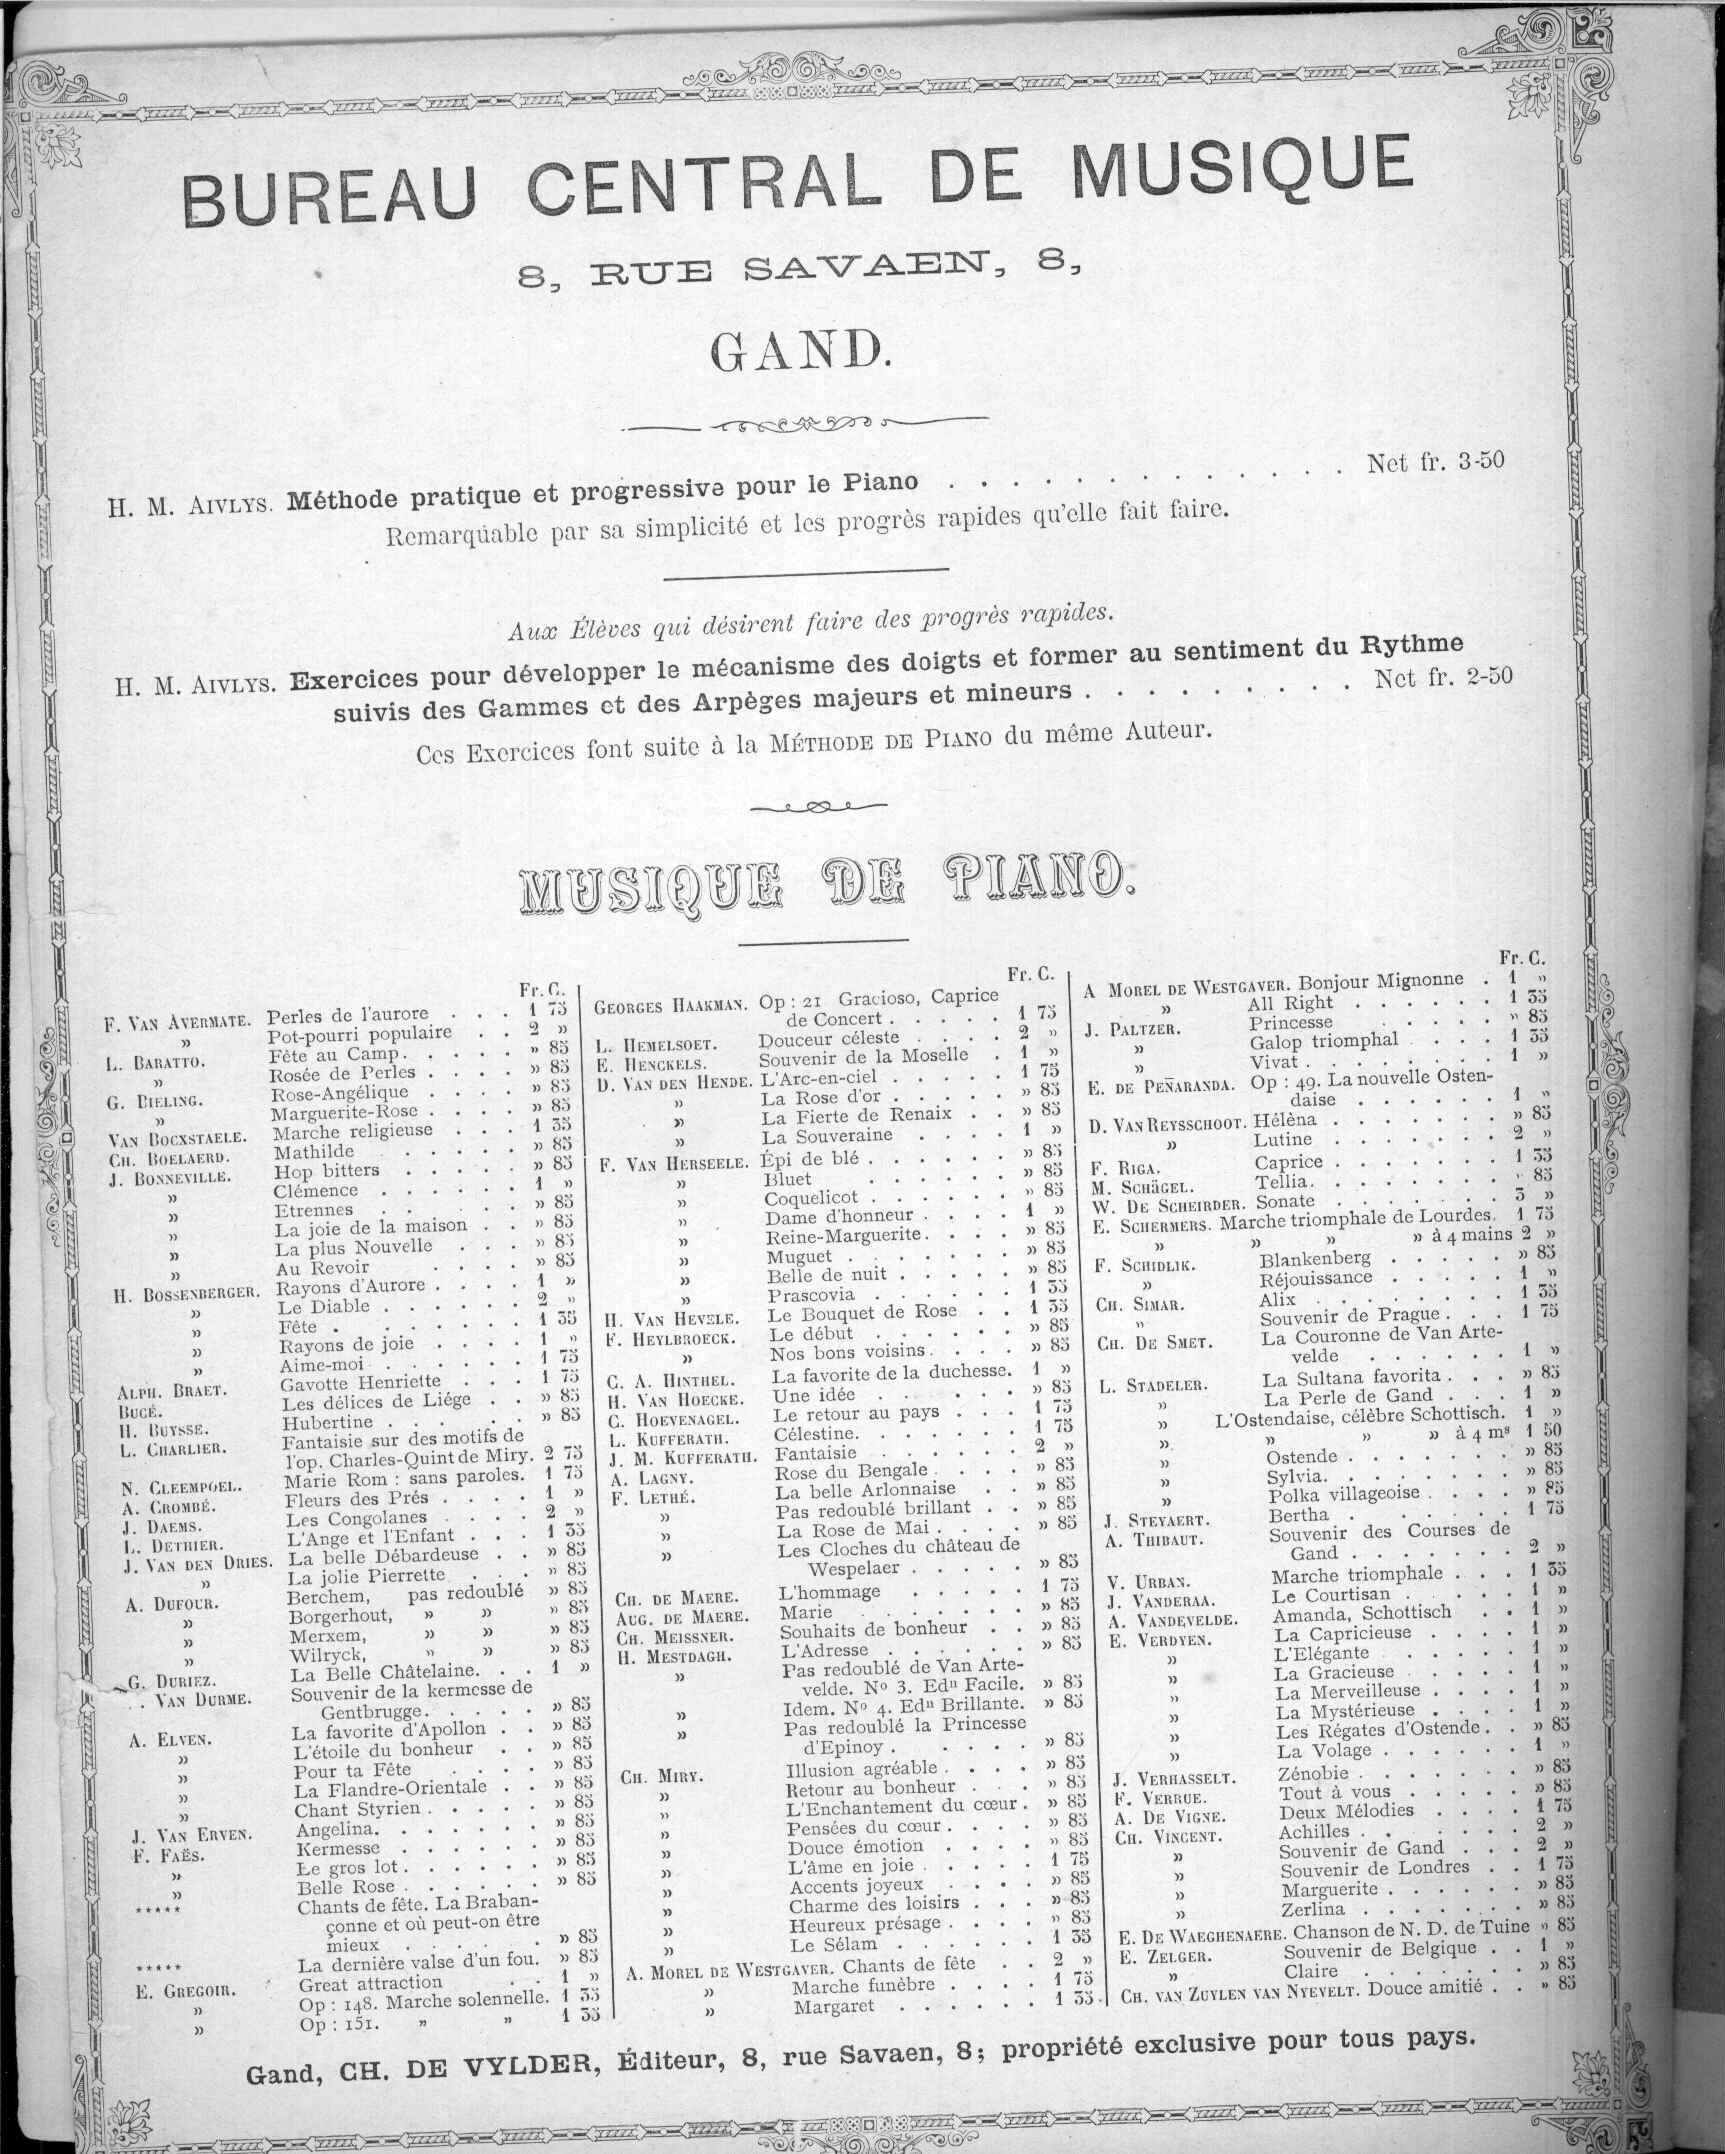 BUREAU CENTRAL DE MUSIQUE
8, RUE SAVAEN, 8,
GAND.
H. M. AIVLYS. Méthode pratique et progressive pour le Piano . . . . . . . . . . . . . Net fr. 3-50
Remarquable par sa simplicité et les progrès rapides qu'elle fait faire.
Aux Élèves qui désirent faire des progrès rapides.
H. M. AIVLYS. Exercices pour développer le mécanisme des doigts et former au sentiment du Rythme
suivis des Gammes et des Arpèges majeurs et mineurs . . . . . . . . . Net fr. 2-50
Ces Exercices font suite à la MÉTHODE DE PIANO du même Auteur.
MUSIQUE DE PIANO.
Fr. C.
F. VAN AVERMATE. Perles de l'aurore . . . 1 75
» Pot-pourri populaire . . 2 »
L. BARATTO. Fête au Camp. . . . . . » 85
» Rosée de Perles . . . . » 85
G. BIELING. Rose-Angélique . . . . » 85
» Marguerite-Rose . . . . » 85
VAN BOCXSTAELE. Marche religieuse . . . 1 35
CH. BOELAERD. Mathilde . . . . . » 85
J. BONNEVILLE. Hop bitters . . . . . » 85
» Clémence . . . . . . 1 »
» Etrennes . . . . . » 85
» La joie de la maison . . » 85
» La plus Nouvelle . . . » 85
» Au Revoir . . . . » 85
H. BOSSENBERGER. Rayons d'Aurore . . . . 1 »
» Le Diable . . . . . . 2 »
» Fête . . . . . . . 1 35
» Rayons de joie . . . . 1 »
» Aime-moi . . . . . . 1 75
ALPH. BRAET. Gavotte Henriette . . . 1 75
BUCÉ. Les délices de Liége . . » 85
H. BUYSSE. Hubertine . . . . . » 85
L. CHARLIER. Fantaisie sur des motifs de
l'op. Charles-Quint de Miry. 2 75
N. CLEEMPOEL. Marie Rom : sans paroles. 1 75
A. CROMBÉ. Fleurs des Prés . . . . 1 »
J. DAEMS. Les Congolanes . . . . 2 »
L. DETHIER. L'Ange et l'Enfant . . . 1 35
J. VAN DEN DRIES. La belle Débardeuse . . » 85
» La jolie Pierrette . . . » 85
A. DUFOUR. Berchem, pas redoublé » 85
» Borgerhout, » » » 85
» Merxem, » » » 85
» Wilryck, » » » 85
G. DURIEZ. La Belle Châtelaine. . . 1 »
VAN DURME. Souvenir de la kermesse de
Gentbrugge. . . . . . » 85
A. ELVEN. La favorite d'Apollon . . » 85
» L'étoile du bonheur . . » 85
» Pour ta Fête . . . . » 85
» La Flandre-Orientale . . » 85
» Chant Styrien . . . . . » 85
J. VAN ERVEN. Angelina. . . . . . . » 85
F. FAËS. Kermesse . . . . . . » 85
» Le gros lot . . . . . . » 85
» Belle Rose . . . . . . » 85
***** Chants de fête. La Braban-
çonne et où peut-on être
mieux . . . . . . » 85
***** La dernière valse d'un fou. » 85
E. GREGOIR. Great attraction . . 1 »
» Op : 148. Marche solennelle. 1 35
» Op : 151. » » 1 35
Fr. C.
GEORGES HAAKMAN. Op : 21 Gracioso, Caprice
de Concert . . . . . 1 75
L. HEMELSOET. Douceur céleste . . . . 2 »
E. HENCKELS. Souvenir de la Moselle . 1 »
D. VAN DEN HENDE. L'Arc-en-ciel . . . . . 1 75
» La Rose d'or . . . . . » 85
» La Fierte de Renaix . . » 85
» La Souveraine . . . . 1 »
F. VAN HERSEELE. Épi de blé . . . . . . » 85
» Bluet . . . . . . » 85
» Coquelicot . . . . . . » 85
» Dame d'honneur . . . . 1 »
» Reine-Marguerite. . . . » 85
» Muguet . . . . . . » 85
» Belle de nuit . . . . . » 85
» Prascovia . . . . . . 1 35
H. VAN HEVELE. Le Bouquet de Rose . . 1 35
F. HEYLBROECK. Le début . . . . . . » 85
» Nos bons voisins. . . . » 85
C. A. HINTHEL. La favorite de la duchesse. 1 »
H. VAN HOECKE. Une idée . . . . . . » 85
C. HOEVENAGEL. Le retour au pays . . . 1 75
L. KUFFERATH. Célestine. . . . . . . 1 75
J. M. KUFFERATH. Fantaisie . . . . . . 2 »
A. LAGNY. Rose du Bengale . . . . » 85
F. LETHÉ. La belle Arlonnaise . . » 85
» Pas redoublé brillant . . » 85
» La Rose de Mai . . . . » 85
» Les Cloches du château de
Wespelaer . . . . . » 85
CH. DE MAERE. L'hommage . . . . . 1 75
AUG. DE MAERE. Marie . . . . . . . » 85
CH. MEISSNER. Souhaits de bonheur . . » 85
H. MESTDAGH. L'Adresse . . . . . . » 85
» Pas redoublé de Van Arte-
velde. No 3. Edn Facile. » 85
» Idem. No 4. Edn Brillante. » 85
» Pas redoublé la Princesse
d'Epinoy . . . . . . » 85
CH. MIRY. Illusion agréable . . . . » 85
» Retour au bonheur . . . » 85
» L'Enchantement du cœur . » 85
» Pensées du cœur . . . . » 85
» Douce émotion . . . . » 85
» L'âme en joie . . . . . 1 75
» Accents joyeux . . . . » 85
» Charme des loisirs . . . » 85
» Heureux présage . . . . » 85
» Le Sélam . . . . . . 1 35
A. MOREL DE WESTGAVER. Chants de fête . . 2 »
» Marche funèbre . . . . 1 75
» Margaret . . . . . . 1 35
Fr. C.
A MOREL DE WESTGAVER. Bonjour Mignonne . 1 »
» All Right . . . . . . 1 35
J. PALTZER. Princesse . . . . . » 85
» Galop triomphal . . . . 1 35
» Vivat . . . . . . . 1 »
E. DE PEÑARANDA. Op : 49. La nouvelle Osten-
daise . . . . . . 1 »
D. VAN REYSSCHOOT. Hélèna . . . . . . . » 85
» Lutine . . . . . . . 2 »
F. RIGA. Caprice . . . . . . . 1 35
M. SCHÄGEL. Tellia. . . . . . . . » 85
W. DE SCHEIRDER. Sonate . . . . . . . 3 »
E. SCHERMERS. Marche triomphale de Lourdes. 1 75
» » » » à 4 mains 2 »
F. SCHIDLIK. Blankenberg . . . . . » 85
» Réjouissance . . . . . 1 »
CH. SIMAR. Alix . . . . . . . . 1 35
» Souvenir de Prague . . . 1 75
CH. DE SMET. La Couronne de Van Arte-
velde . . . . . . 1 »
L. STADELER. La Sultana favorita . . . » 85
» La Perle de Gand . . . 1 »
» L'Ostendaise, célèbre Schottisch. 1 »
» » » » à 4 ms 1 50
» Ostende . . . . . . . » 85
» Sylvia. . . . . . . . » 85
» Polka villageoise . . . . » 85
J. STEYAERT. Bertha . . . . . . . 1 75
A. THIBAUT. Souvenir des Courses de
Gand . . . . . . . 2 »
V. URBAN. Marche triomphale . . . 1 35
J. VANDERAA. Le Courtisan . . . . . 1 »
A. VANDEVELDE. Amanda, Schottisch . . 1 »
E. VERDYEN. La Capricieuse . . . . 1 »
» L'Elégante . . . . . . 1 »
» La Gracieuse . . . . . 1 »
» La Merveilleuse . . . . 1 »
» La Mystérieuse . . . . 1 »
» Les Régates d'Ostende . . » 85
» La Volage . . . . . . 1 »
J. VERHASSELT. Zénobie . . . . . . . » 85
F. VERRUE. Tout à vous . . . . . » 85
A. DE VIGNE. Deux Mélodies . . . . 1 75
CH. VINCENT. Achilles . . . . . . . 2 »
» Souvenir de Gand . . . 2 »
» Souvenir de Londres . . 1 75
» Marguerite . . . . . . » 85
» Zerlina . . . . . . . » 85
E. DE WAEGHENAERE. Chanson de N. D. de Tuine » 85
E. ZELGER. Souvenir de Belgique . . 1 »
» Claire . . . . . . . » 85
CH. VAN ZUYLEN VAN NYEVELT. Douce amitié . . » 85
Gand, CH. DE VYLDER, Éditeur, 8, rue Savaen, 8; propriété exclusive pour tous pays.